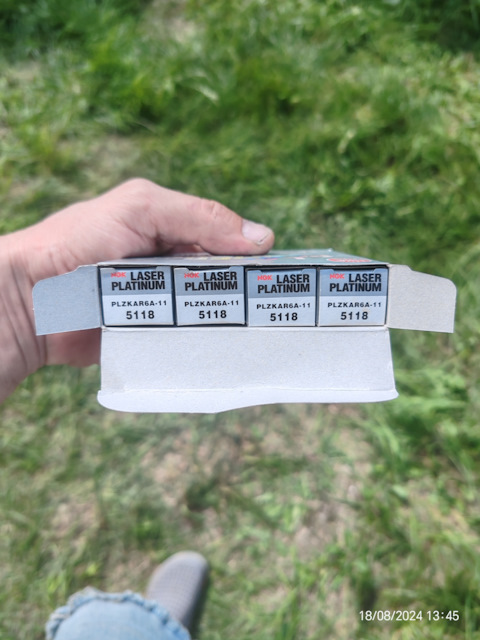 NGK LASER
PLATINUM
PLZKAR6A-11
5118
NGK LASER
PLATINUM
PLZKAR6A-11
5118
NGK LASER
PLATINUM
PLZKAR6A-11
5118
NGK LASER
PLATINUM
PLZKAR6A-11
5118
18/08/2024 13:45